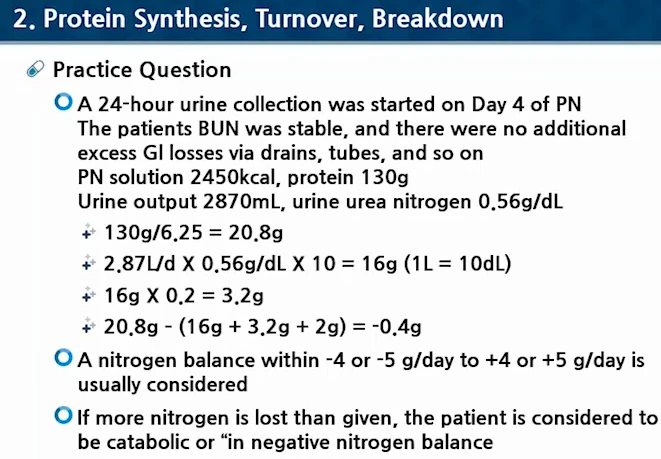 2. Protein Synthesis, Turnover, Breakdown
Practice Question
A 24-hour urine collection was started on Day 4 of PN
The patients BUN was stable, and there were no additional
excess GI losses via drains, tubes, and so on
PN solution 2450kcal, protein 130g
Urine output 2870mL, urine urea nitrogen 0.56g/dL
130g/6.25 = 20.8g
2.87L/d X 0.56g/dL X 10 = 16g (1L = 10dL)
16g X 0.2 = 3.2g
20.8g - (16g + 3.2g + 2g) = -0.4g
A nitrogen balance within -4 or -5 g/day to +4 or +5 g/day is
usually considered
If more nitrogen is lost than given, the patient is considered to
be catabolic or “in negative nitrogen balance